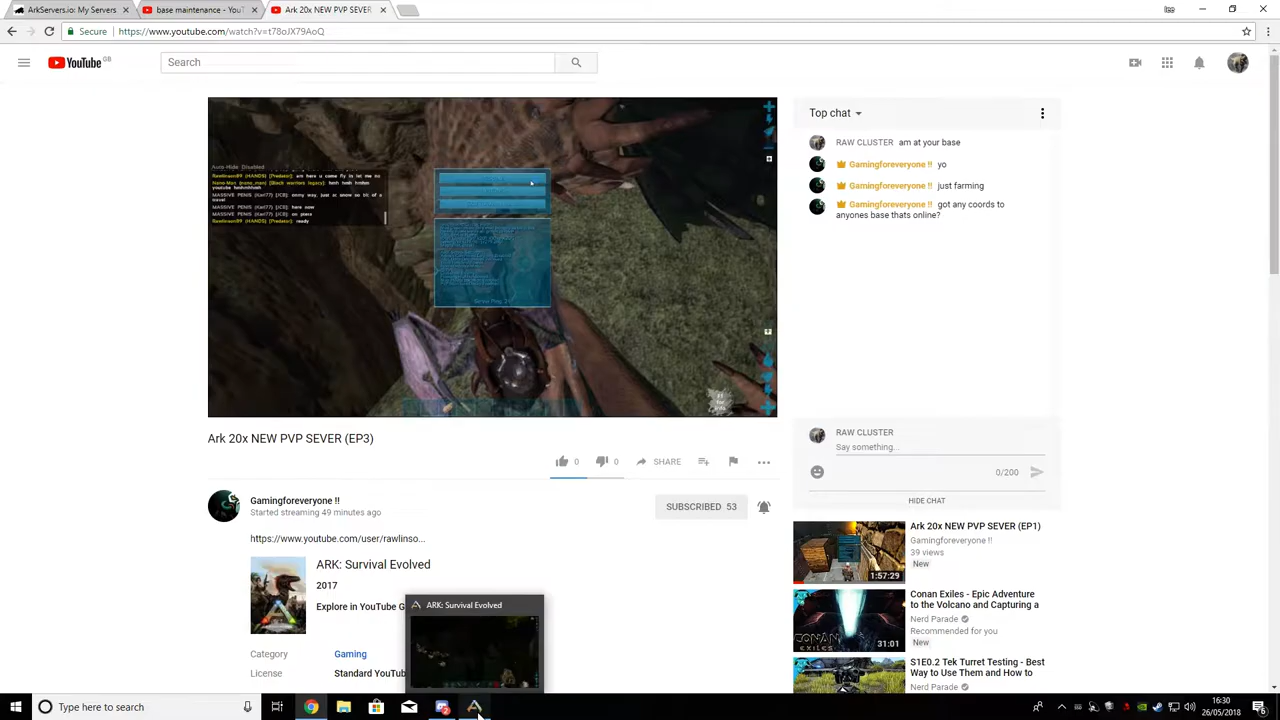 ArkServers.io: My Servers
base maintenance - YouT
Ark 20x NEW PVP SEVER
Secure
https://www.youtube.com/watch?v=t78oJX79AoQ
YouTube GB
Search
Auto-Hide Disabled
Top chat
RAW CLUSTER am at your base
Gamingforeveryone !! yo
Gamingforeveryone !! just farming
Gamingforeveryone !! got any coords to
anyones base thats online?
RAW CLUSTER
Say something...
0/200
HIDE CHAT
Ark 20x NEW PVP SEVER (EP3)
0
0
SHARE
Gamingforeveryone !!
Started streaming 49 minutes ago
SUBSCRIBED 53
https://www.youtube.com/user/rawlinso...
ARK: Survival Evolved
2017
Explore in YouTube G
Category
Gaming
License
Standard YouTub
ARK: Survival Evolved
Ark 20x NEW PVP SEVER (EP1)
Gamingforeveryone !!
39 views
New
1:57:29
Conan Exiles - Epic Adventure
to the Volcano and Capturing a
Nerd Parade
Recommended for you
New
31:01
S1E0.2 Tek Turret Testing - Best
Way to Use Them and How to
Nerd Parade
Type here to search
16:30
26/05/2018